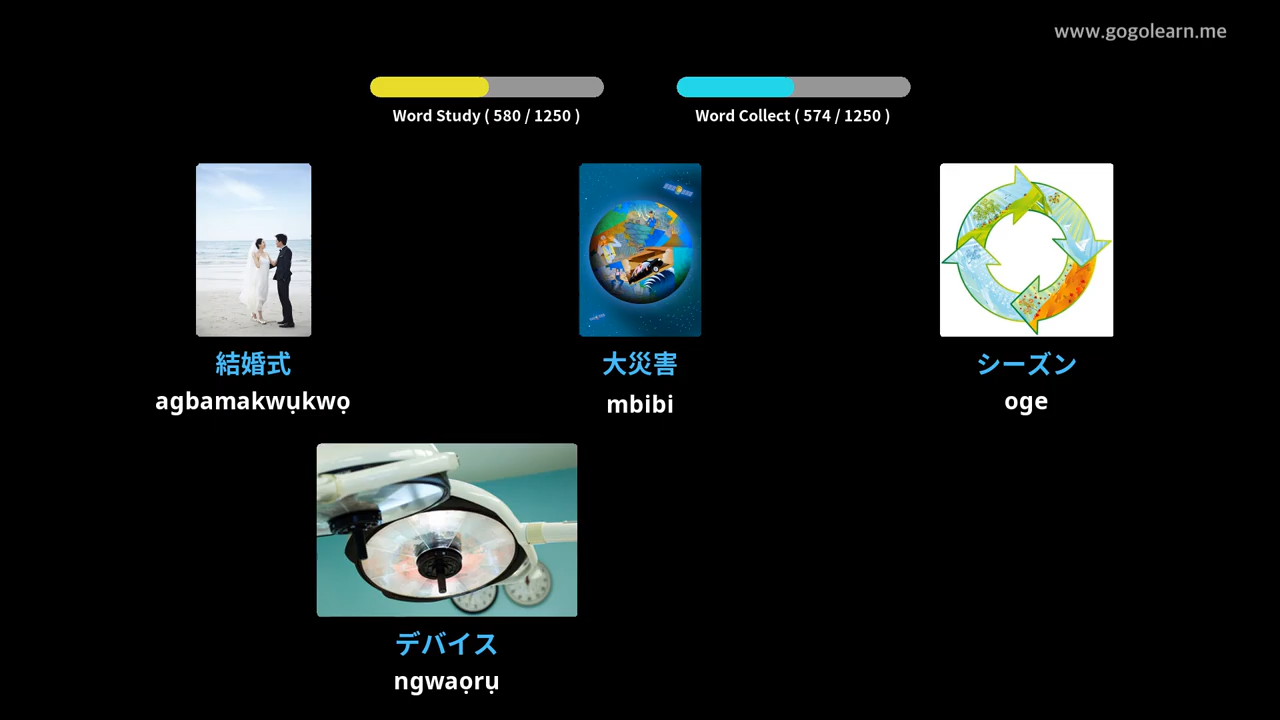 www.gogolearn.me
Word Study ( 580 / 1250 )
Word Collect ( 574 / 1250 )
結婚式
agbamakwụkwọ
大災害
mbibi
シーズン
oge
デバイス
ngwaọrụ